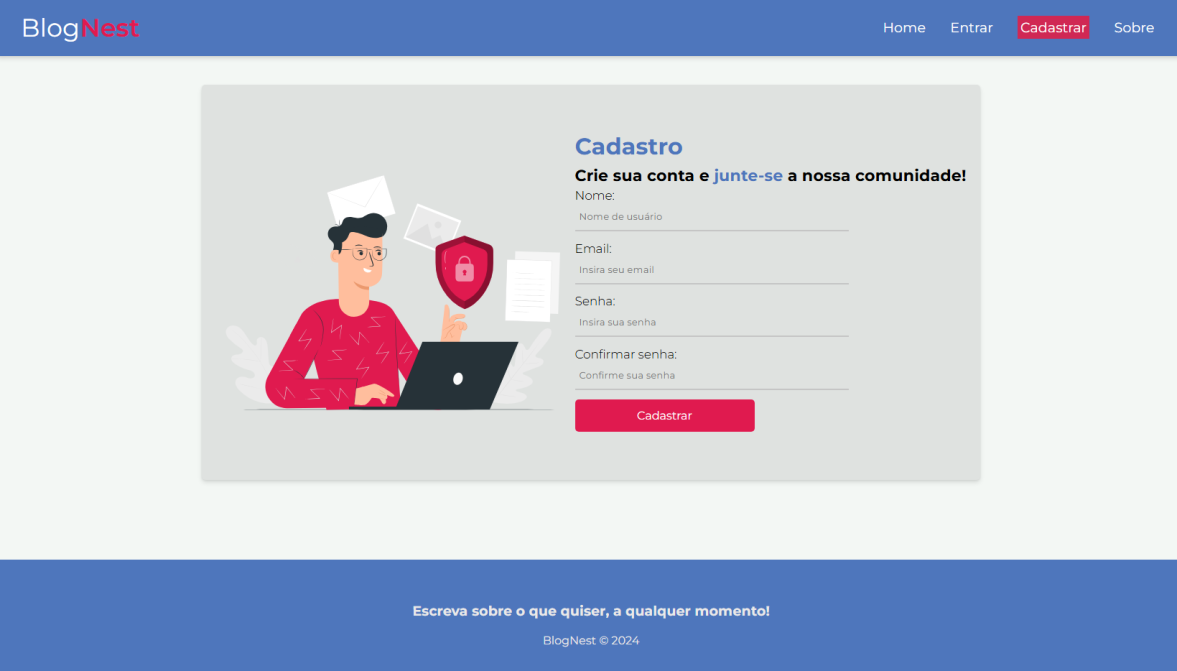 BlogNest
Home Entrar Cadastrar Sobre
Cadastro
Crie sua conta e junte-se a nossa comunidade!
Nome:
Nome de usuário
Email:
Insira seu email
Senha:
Insira sua senha
Confirmar senha:
Confirme sua senha
Cadastrar
Escreva sobre o que quiser, a qualquer momento!
BlogNest © 2024